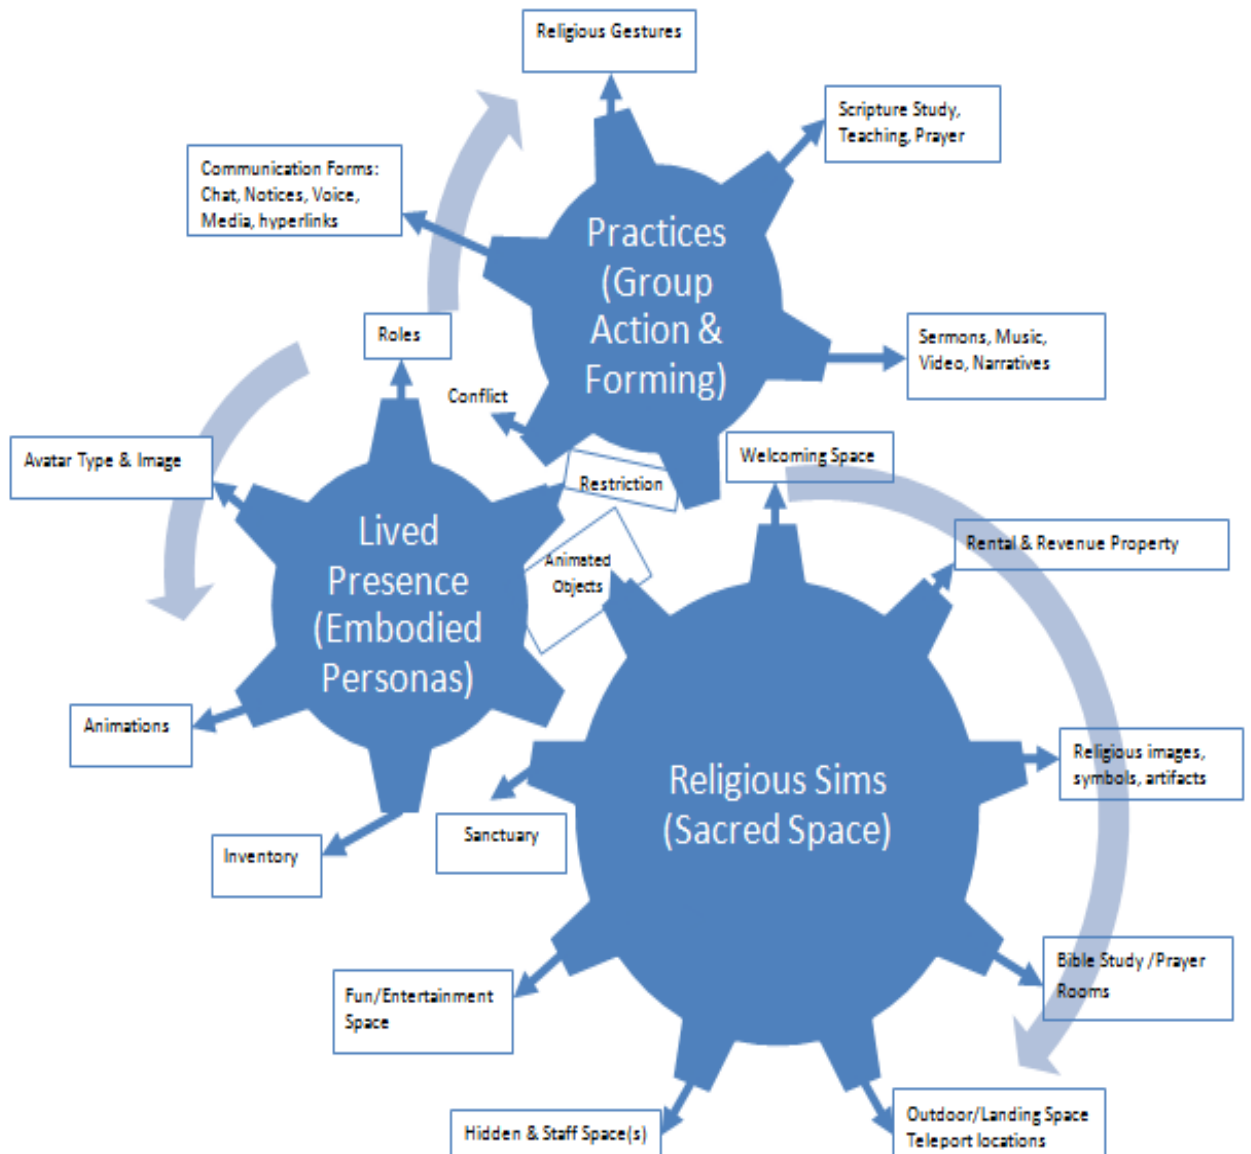 Religious Gestures
Scripture Study,
Teaching, Prayer
Communication Forms:
Chat, Notices, Voice,
Media, hyperlinks
Practices
(Group
Action &
Forming)
Roles
Sermons, Music,
Video, Narratives
Conflict
Avatar Type & Image
Welcoming Space
Restriction
Lived
Presence
(Embodied
Personas)
Animated
Objects
Rental & Revenue Property
Animations
Religious images,
symbols, artifacts
Religious Sims
(Sacred Space)
Sanctuary
Inventory
Bible Study /Prayer
Rooms
Fun/Entertainment
Space
Hidden & Staff Space(s)
Outdoor/Landing Space
Teleport locations